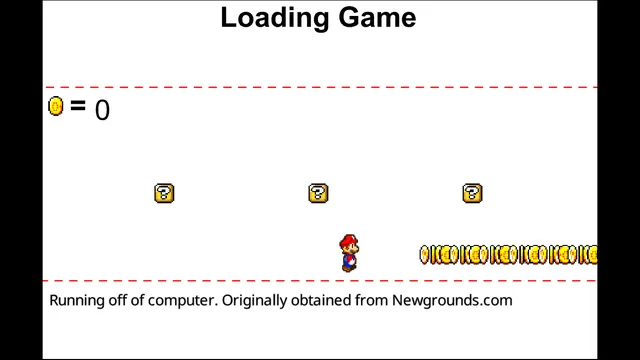 Loading Game
= 0
? ? ?
Running off of computer. Originally obtained from Newgrounds.com